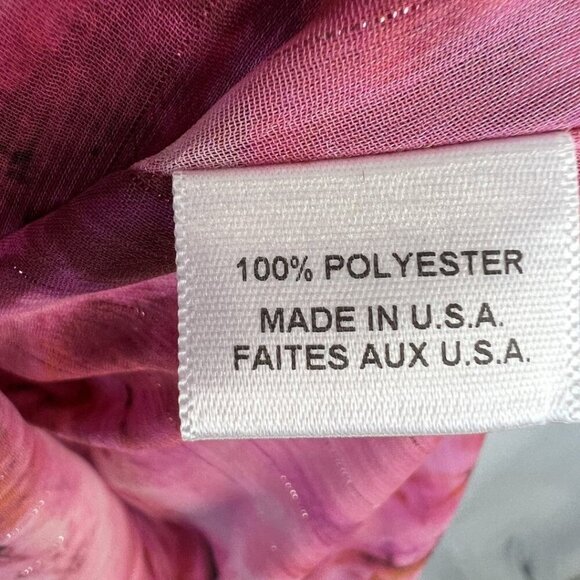 100% POLYESTER
MADE IN U.S.A.
FAITES AUX U.S.A.